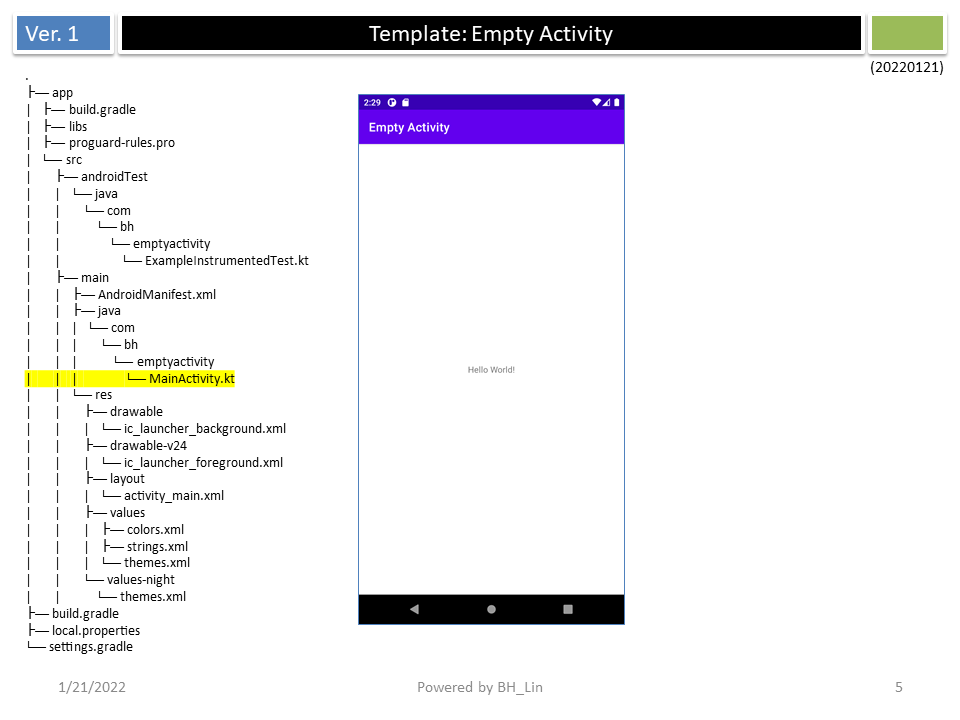 Ver. 1
Template: Empty Activity
(20220121)
.
├── app
│ ├── build.gradle
│ ├── libs
│ ├── proguard-rules.pro
│ └── src
│ ├── androidTest
│ │ └── java
│ │ └── com
│ │ └── bh
│ │ └── emptyactivity
│ │ └── ExampleInstrumentedTest.kt
│ ├── main
│ │ ├── AndroidManifest.xml
│ │ ├── java
│ │ │ └── com
│ │ │ └── bh
│ │ │ └── emptyactivity
│ │ │ └── MainActivity.kt
│ │ └── res
│ │ ├── drawable
│ │ │ └── ic_launcher_background.xml
│ │ ├── drawable-v24
│ │ │ └── ic_launcher_foreground.xml
│ │ ├── layout
│ │ │ └── activity_main.xml
│ │ ├── values
│ │ │ ├── colors.xml
│ │ │ ├── strings.xml
│ │ │ └── themes.xml
│ │ └── values-night
│ │ └── themes.xml
├── build.gradle
├── local.properties
└── settings.gradle
2:29
Empty Activity
Hello World!
1/21/2022
Powered by BH_Lin
5